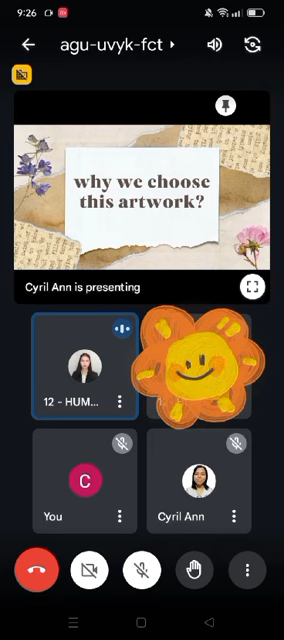 9:26
agu-uvyk-fct
why we choose
this artwork?
Cyril Ann is presenting
12 - HUM...
C
You
Cyril Ann